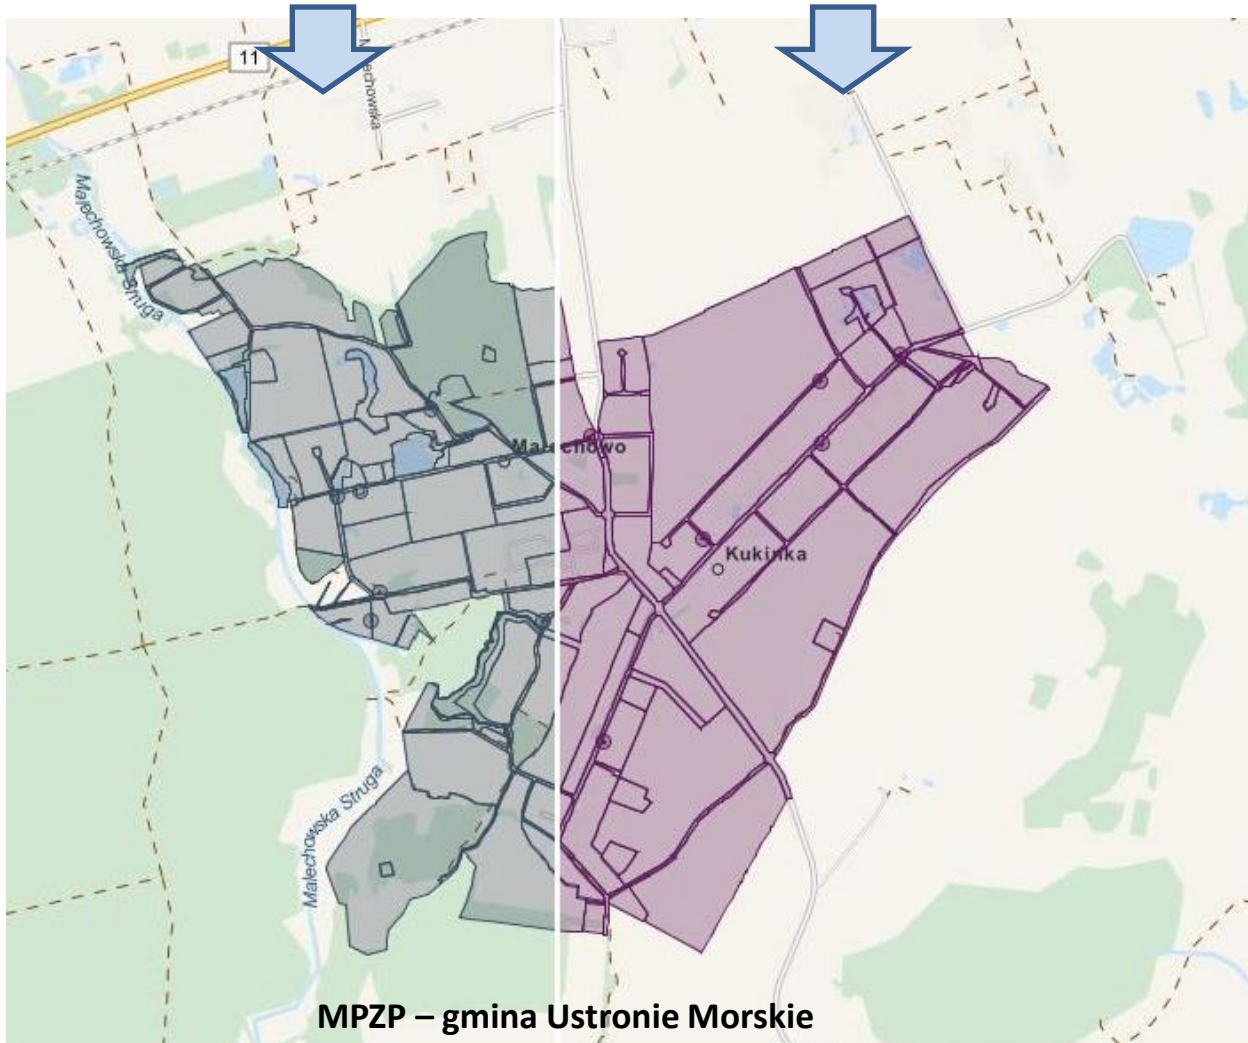 11
Malechowska
Malechowska Struga
Malechowo
Kukinka
Malechowska Struga
MPZP – gmina Ustronie Morskie